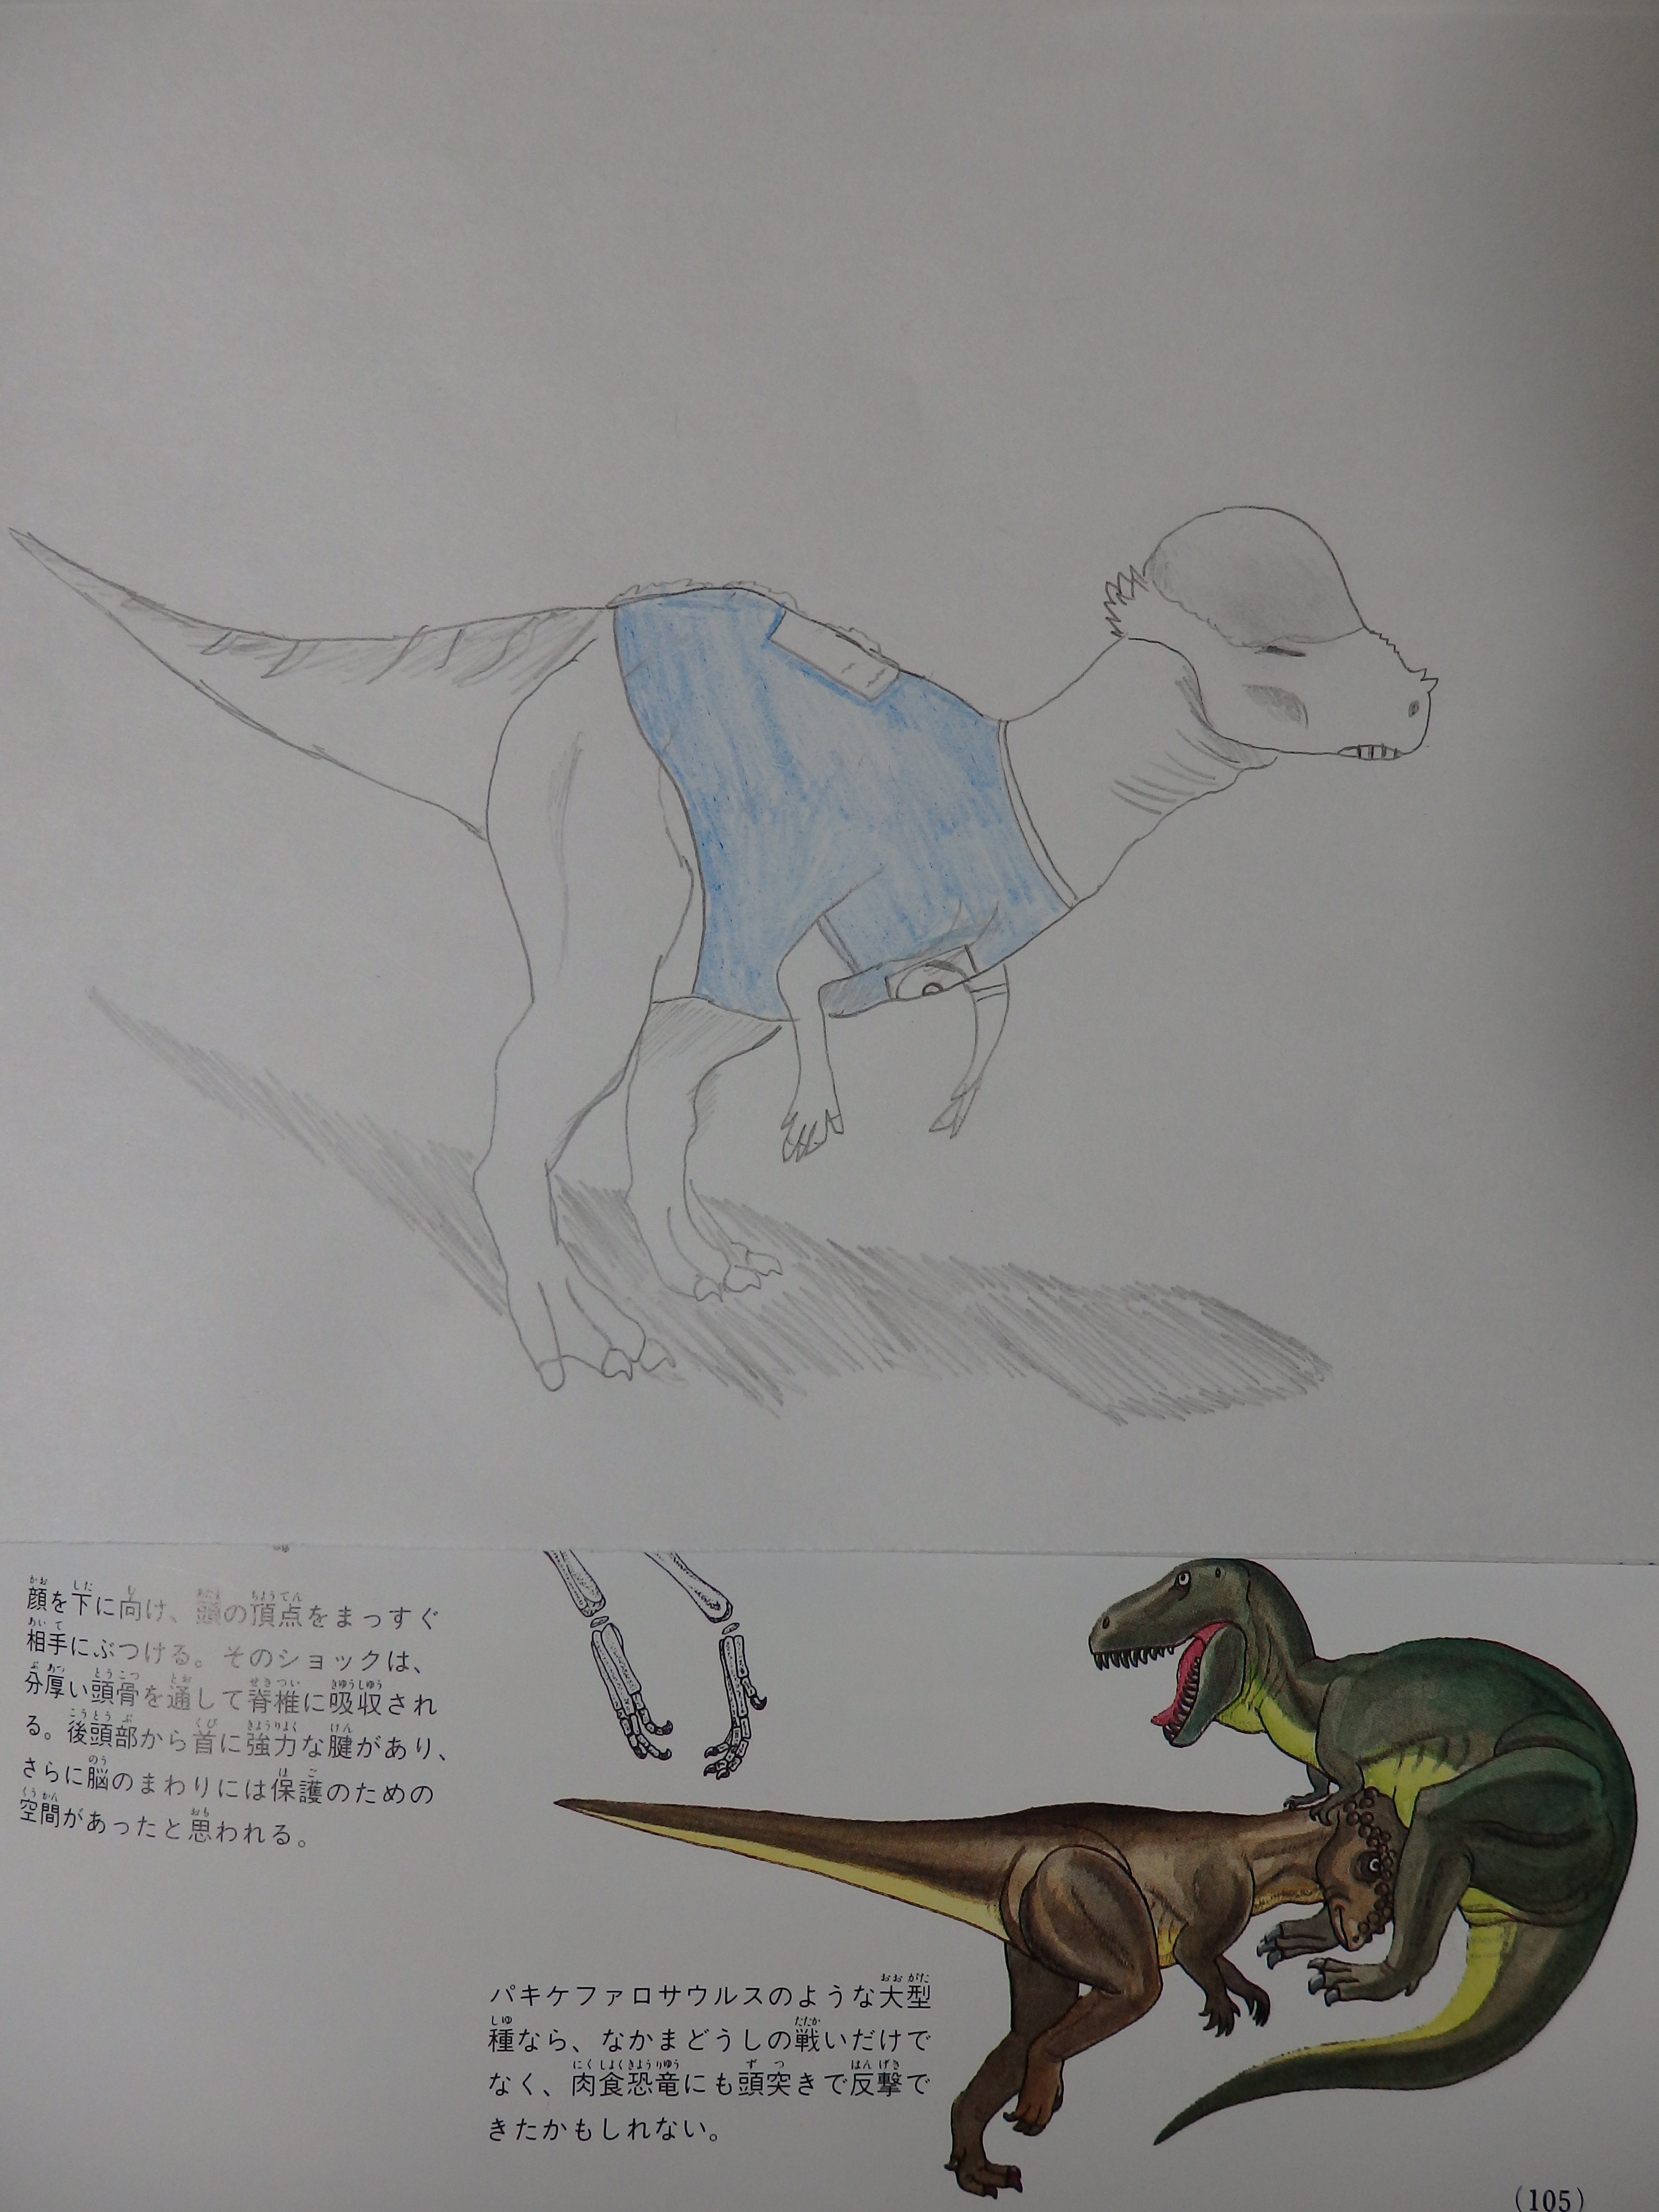 顔を下に向け、頭の頂点をまっすぐ
相手にぶつける。そのショックは、
分厚い頭骨を通して脊椎に吸収され
る。後頭部から首に強力な腱があり、
さらに脳のまわりには保護のための
空間があったと思われる。
パキケファロサウルスのような大型
種なら、なかまどうしの戦いだけで
なく、肉食恐竜にも頭突きで反撃で
きたかもしれない。
(105)